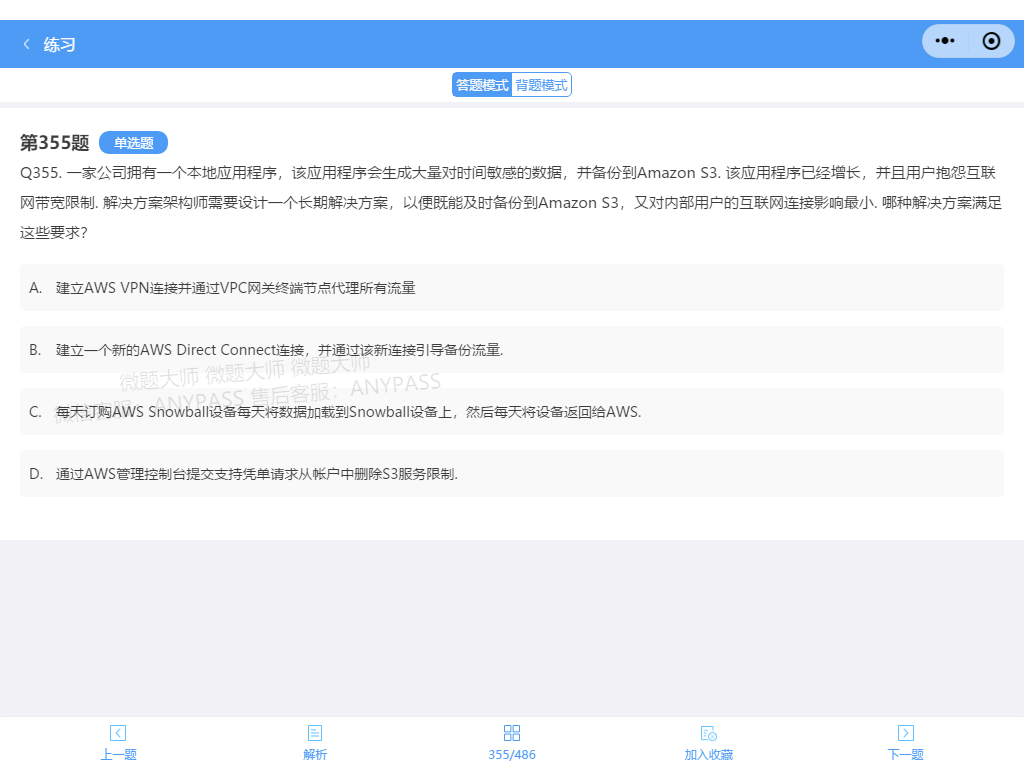 练习
答题模式 背题模式
第355题 单选题
Q355. 一家公司拥有一个本地应用程序，该应用程序会生成大量对时间敏感的数据，并备份到Amazon S3. 该应用程序已经增长，并且用户抱怨互联
网带宽限制. 解决方案架构师需要设计一个长期解决方案，以便既能及时备份到Amazon S3，又对内部用户的互联网连接影响最小. 哪种解决方案满足
这些要求?
A. 建立AWS VPN连接并通过VPC网关终端节点代理所有流量
B. 建立一个新的AWS Direct Connect连接，并通过该新连接引导备份流量.
微题大师 微题大师 微题大师
微信客服：ANYPASS 售后客服：ANYPASS
C. 每天订购AWS Snowball设备每天将数据加载到Snowball设备上，然后每天将设备返回给AWS.
D. 通过AWS管理控制台提交支持凭单请求从帐户中删除S3服务限制.
上一题 解析 355/486 加入收藏 下一题